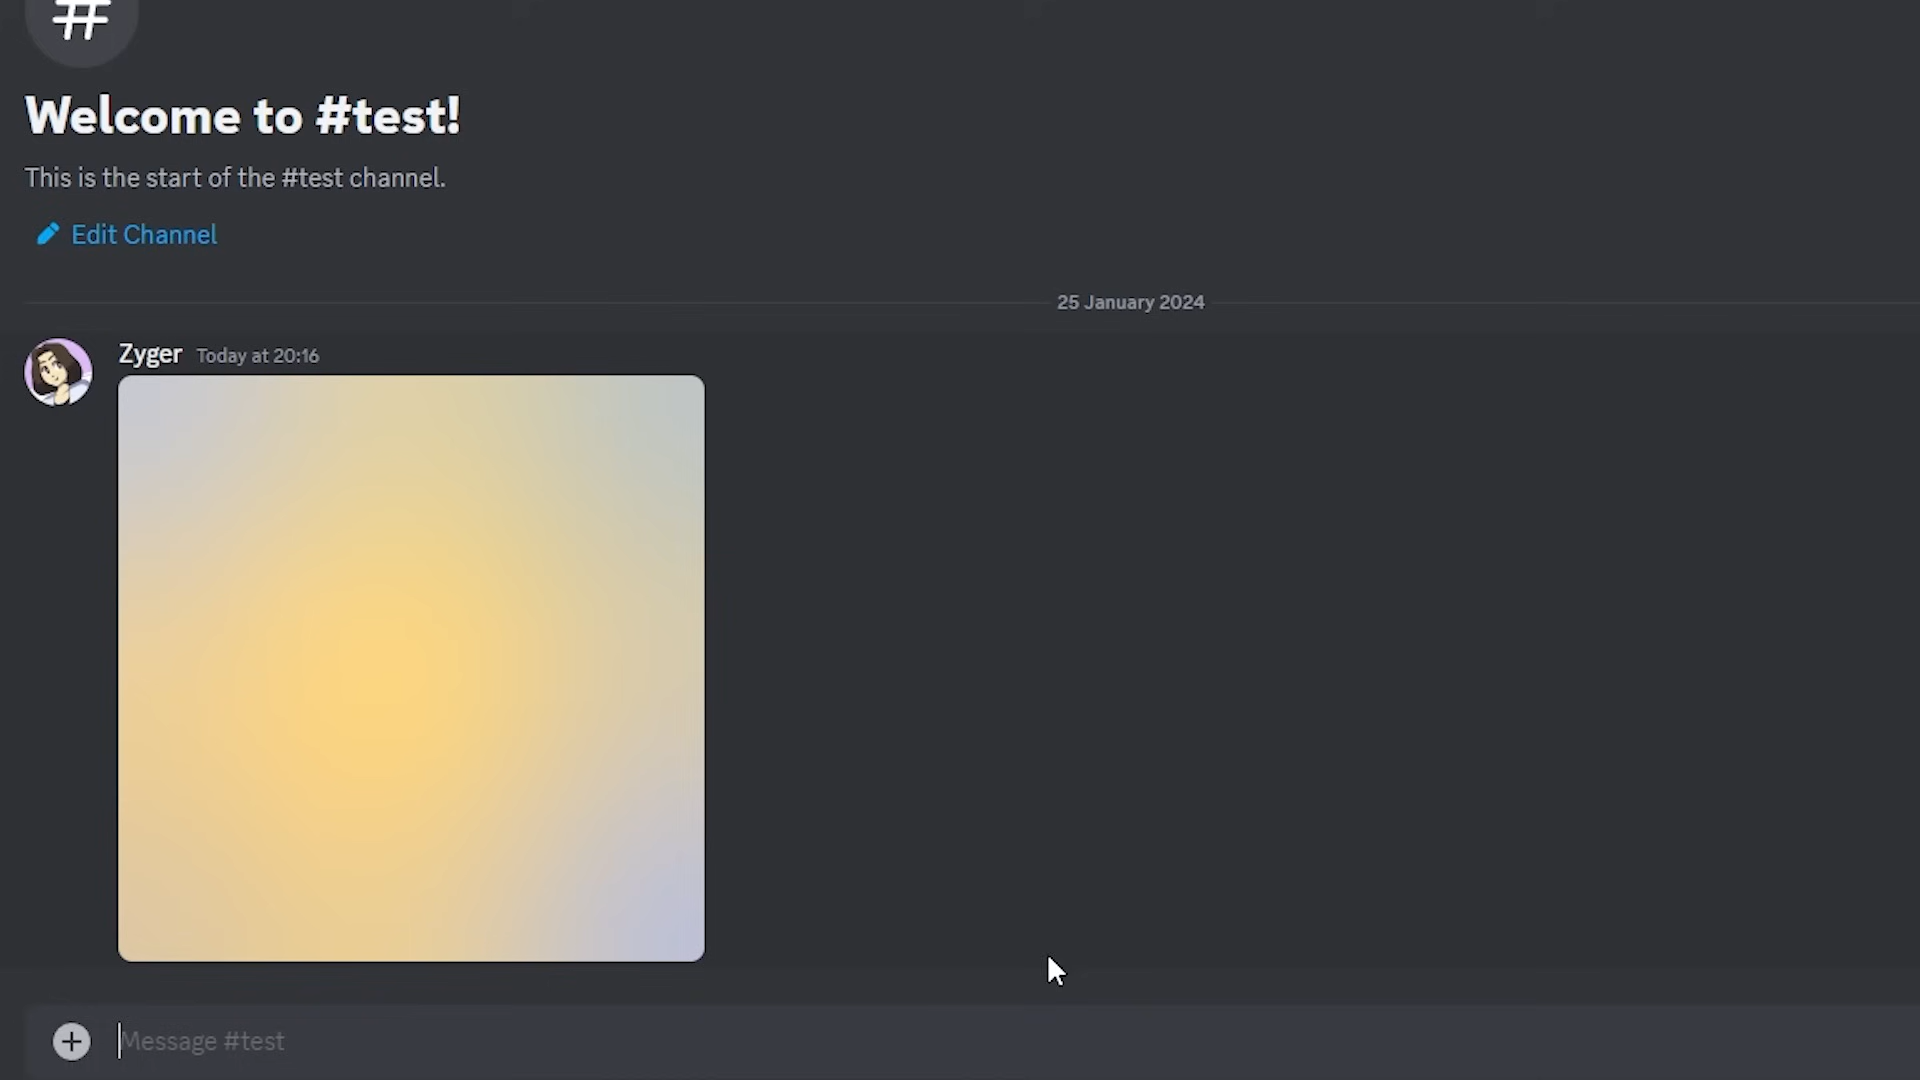 #
Welcome to #test!
This is the start of the #test channel.
Edit Channel
25 January 2024
Zyger Today at 20:16
Message #test